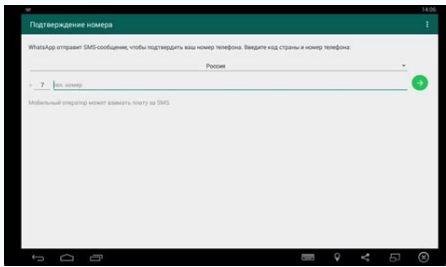 14:06
Подтверждение номера
WhatsApp отправит SMS-сообщение, чтобы подтвердить ваш номер телефона. Введите код страны и номер телефона:
Россия
+ 7 тел. номер
Мобильный оператор может взимать плату за SMS